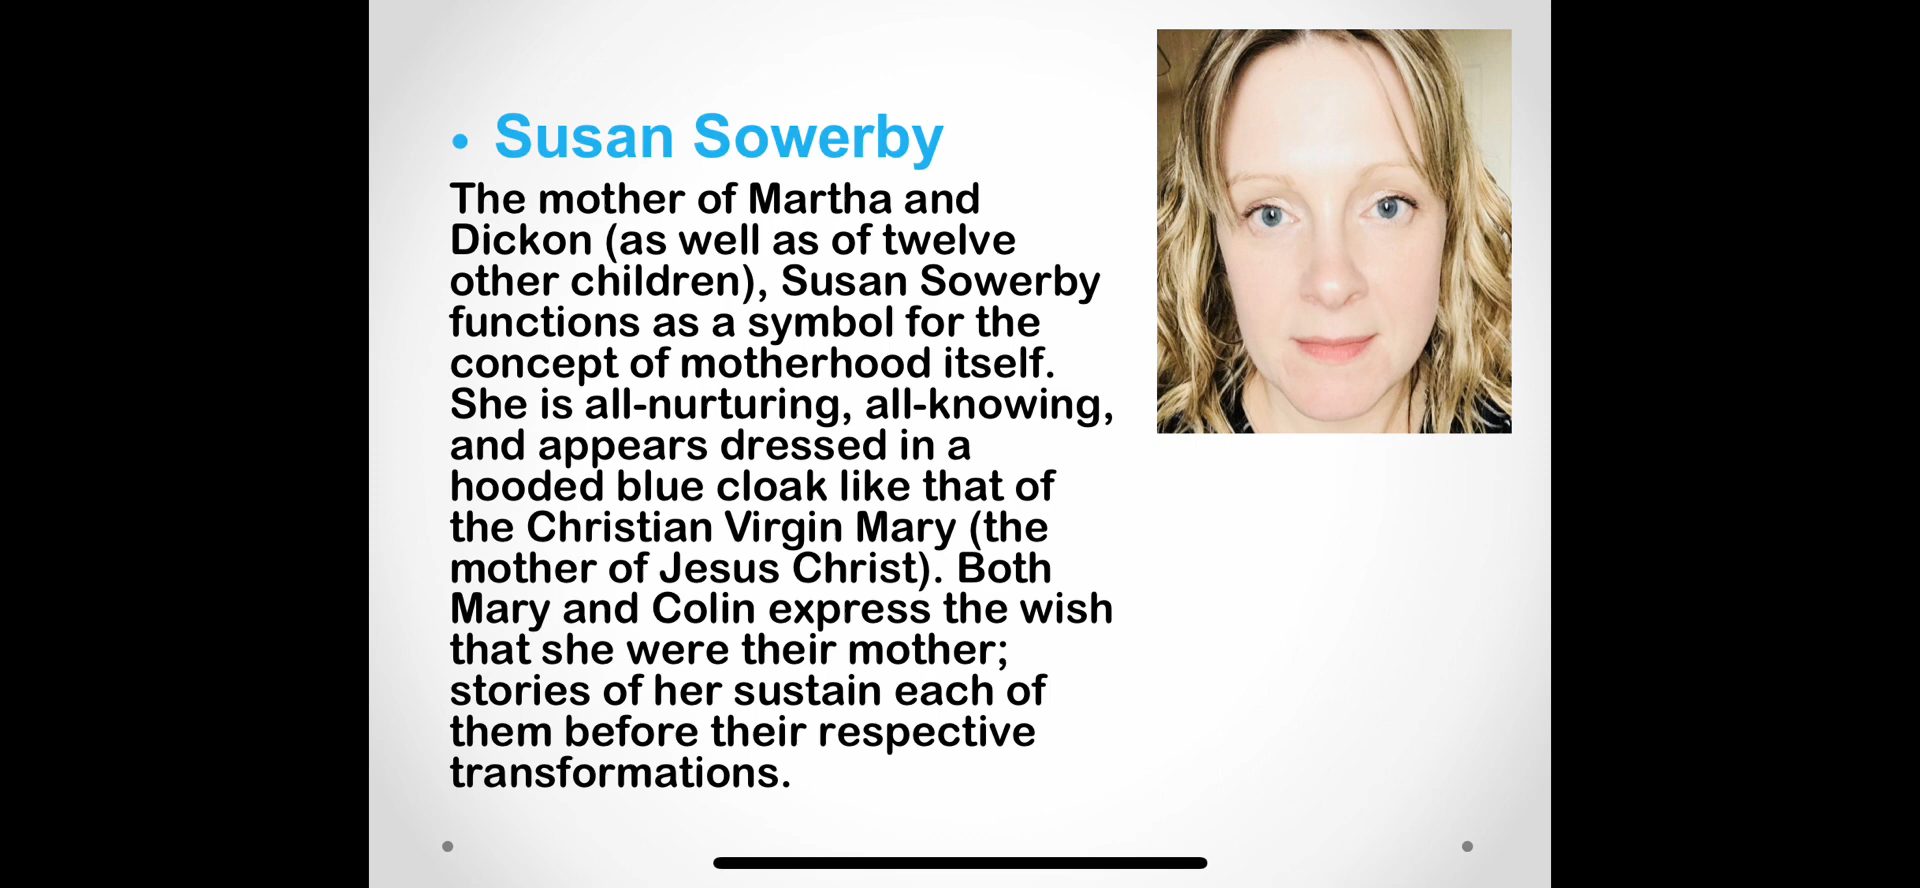 • Susan Sowerby
The mother of Martha and
Dickon (as well as of twelve
other children), Susan Sowerby
functions as a symbol for the
concept of motherhood itself.
She is all-nurturing, all-knowing,
and appears dressed in a
hooded blue cloak like that of
the Christian Virgin Mary (the
mother of Jesus Christ). Both
Mary and Colin express the wish
that she were their mother;
stories of her sustain each of
them before their respective
transformations.